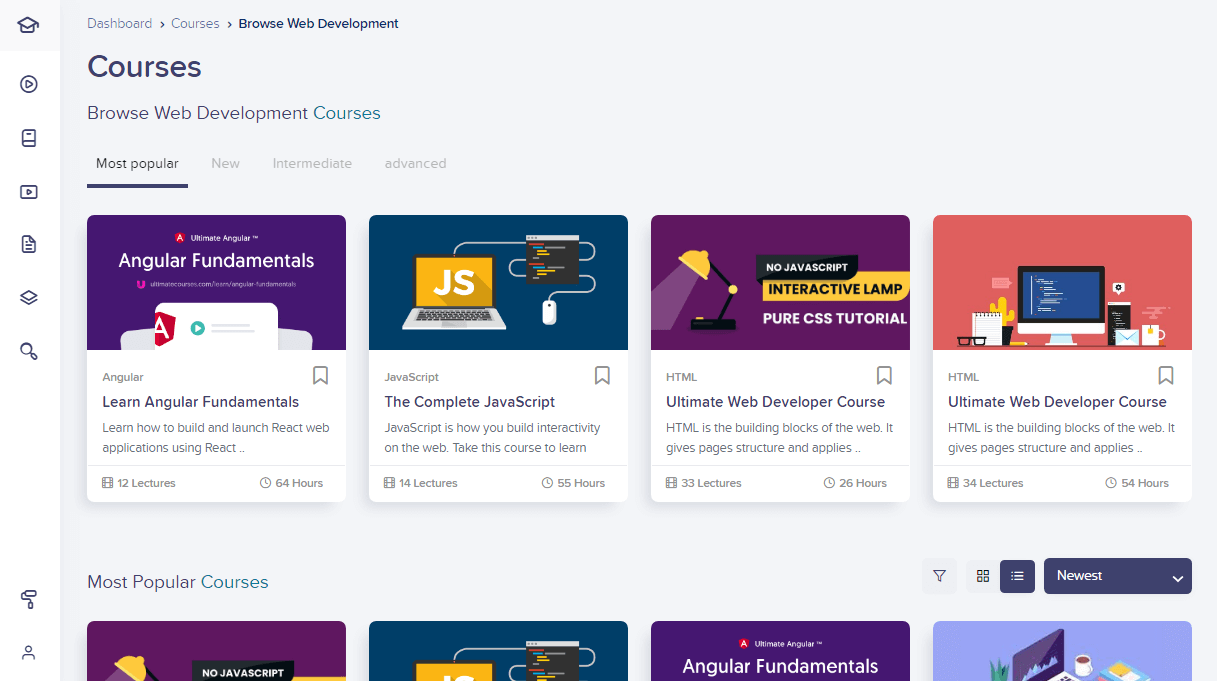 Dashboard › Courses › Browse Web Development
Courses
Browse Web Development Courses
Most popular New Intermediate advanced
Ultimate Angular ™
Angular Fundamentals
ultimatecourses.com/learn/angular-fundamentals
A
JS
NO JAVASCRIPT
INTERACTIVE LAMP
PURE CSS TUTORIAL
Angular
Learn Angular Fundamentals
Learn how to build and launch React web
applications using React ..
12 Lectures 64 Hours
JavaScript
The Complete JavaScript
JavaScript is how you build interactivity
on the web. Take this course to learn
14 Lectures 55 Hours
HTML
Ultimate Web Developer Course
HTML is the building blocks of the web. It
gives pages structure and applies ..
33 Lectures 26 Hours
HTML
Ultimate Web Developer Course
HTML is the building blocks of the web. It
gives pages structure and applies ..
34 Lectures 54 Hours
Most Popular Courses
Newest
NO JAVASCRIPT
JS
Ultimate Angular ™
Angular Fundamentals